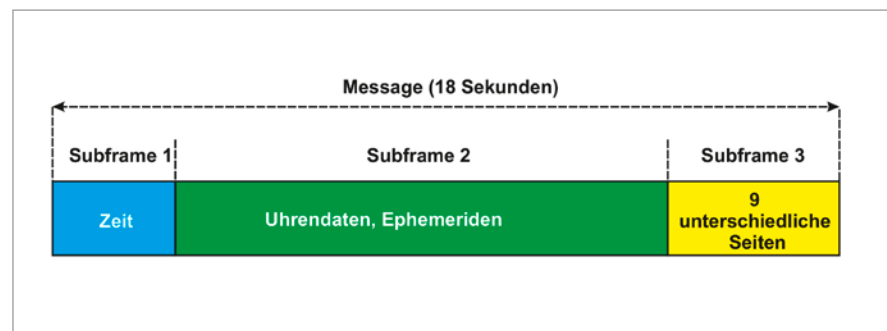 Message (18 Sekunden)
Subframe 1
Subframe 2
Subframe 3
Zeit
Uhrendaten, Ephemeriden
9
unterschiedliche
Seiten